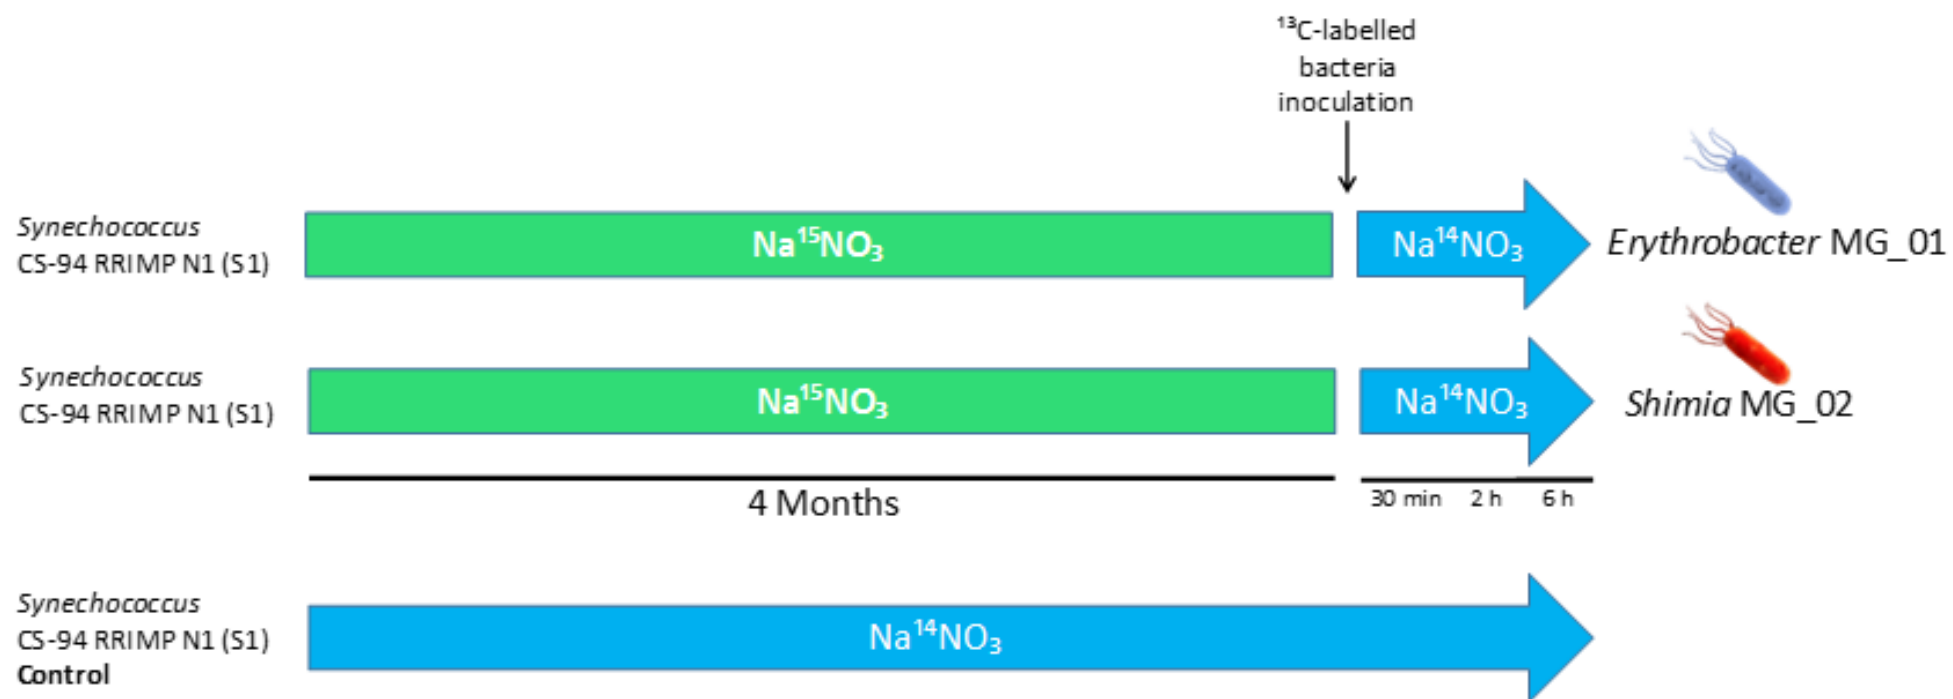 ¹³C-labelled
bacteria
inoculation
Synechococcus
CS-94 RRIMP N1 (S1)
Na¹⁵NO₃
Na¹⁴NO₃
Erythrobacter MG_01
Synechococcus
CS-94 RRIMP N1 (S1)
Na¹⁵NO₃
Na¹⁴NO₃
Shimia MG_02
4 Months
30 min 2 h 6 h
Synechococcus
CS-94 RRIMP N1 (S1)
Control
Na¹⁴NO₃